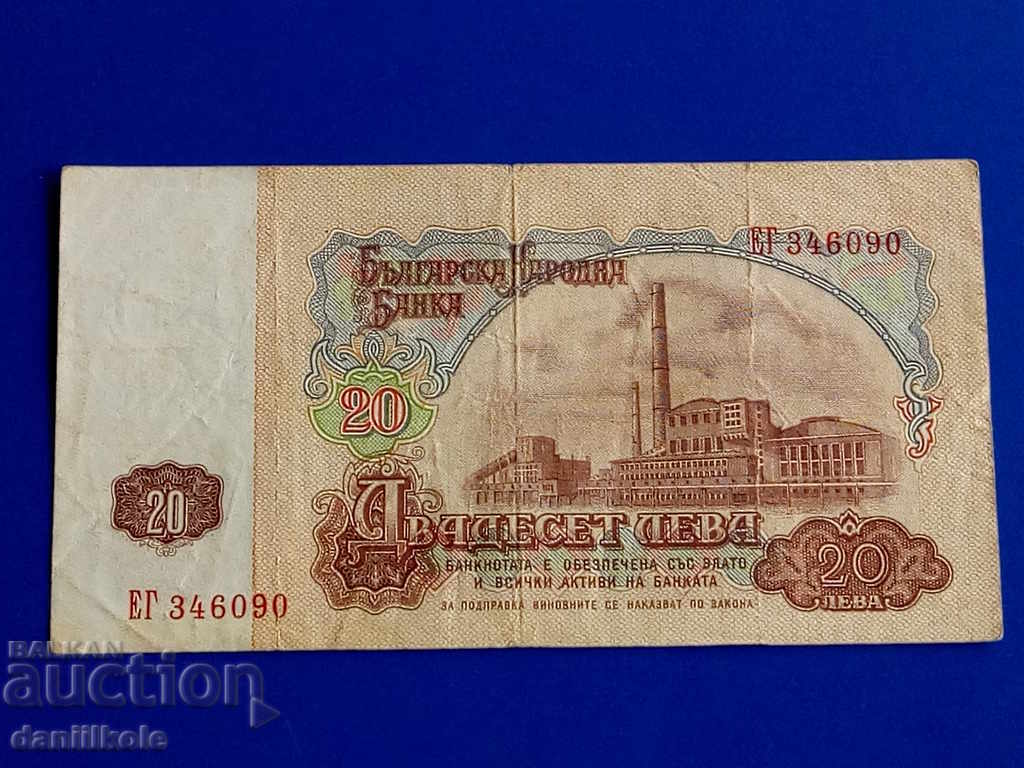 ЕГ 346090
БЪЛГАРСКА НАРОДНА
БАНКА
20
20
ДВАДЕСЕТ ЛЕВА
БАНКНОТАТА Е ОБЕЗПЕЧЕНА СЪС ЗЛАТО
И ВСИЧКИ АКТИВИ НА БАНКАТА
ЗА ПОДПРАВКА ВИНОВНИТЕ СЕ НАКАЗВАТ ПО ЗАКОНА
20
ЛЕВА
ЕГ 346090
BALKAN
auction
daniilkole